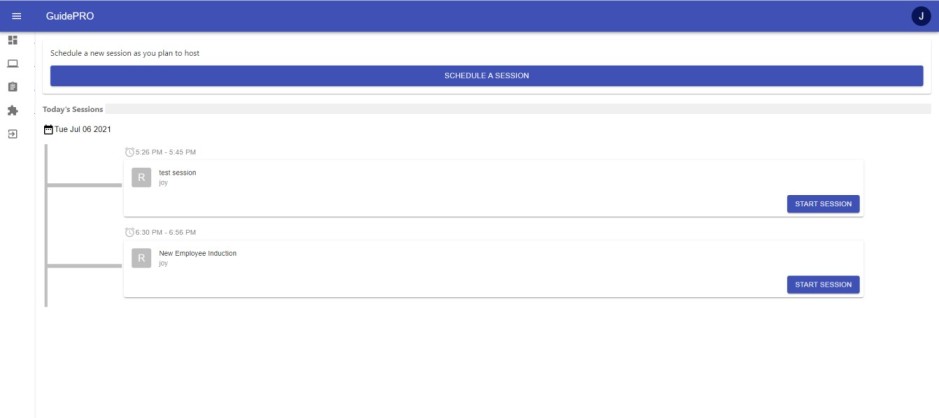 GuidePRO
J
Schedule a new session as you plan to host
SCHEDULE A SESSION
Today's Sessions
Tue Jul 06 2021
5:26 PM - 5:45 PM
R
test session
joy
START SESSION
6:30 PM - 6:56 PM
R
New Employee Induction
joy
START SESSION